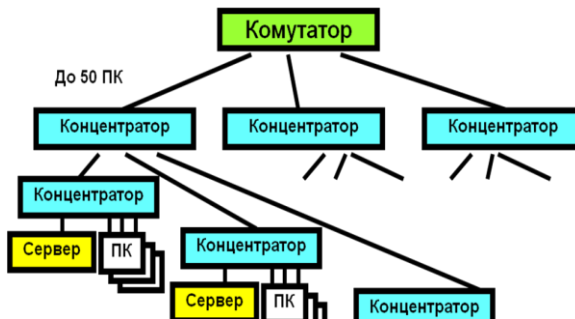 Комутатор
До 50 ПК
Концентратор
Концентратор
Концентратор
Концентратор
Сервер
ПК
Концентратор
Сервер
ПК
Концентратор